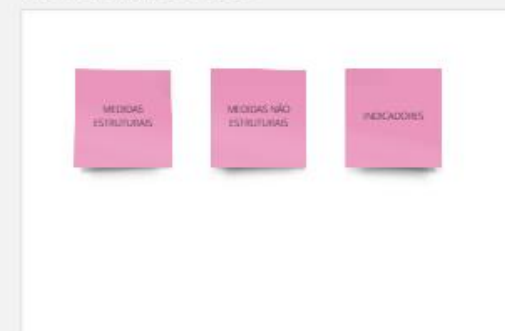 MEDIDAS
ESTRUTURAIS
MEDIDAS NÃO
ESTRUTURAIS
INDICADORES